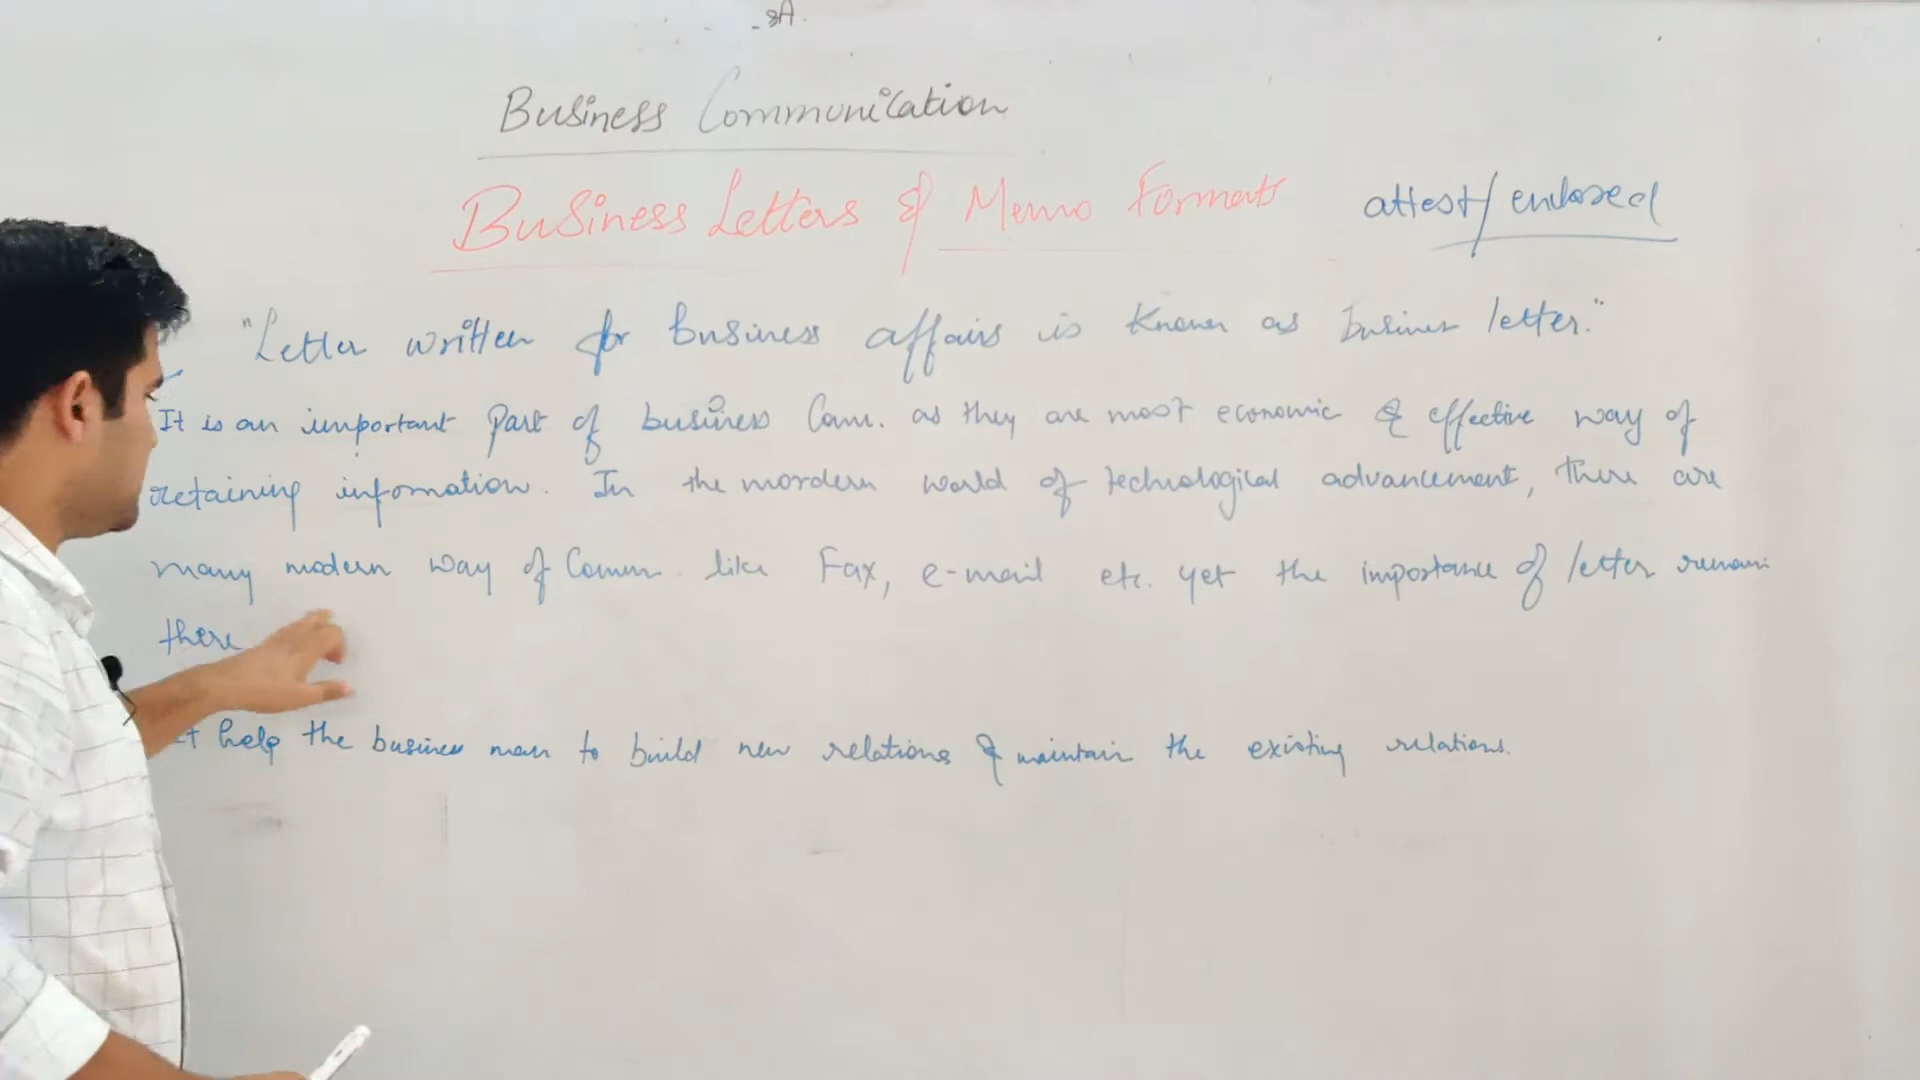 Business Communication
Business Letters & Memo Formats
attest/enclosed
"Letter written for business affairs is known as business letter."
It is an important part of business Com. as they are most economic & effective way of
retaining information. In the mordern world of technological advancement, there are
many modern way of Comm. like Fax, e-mail etc. yet the importance of letter remain
there
It help the business man to build new relations & maintain the existing relations.